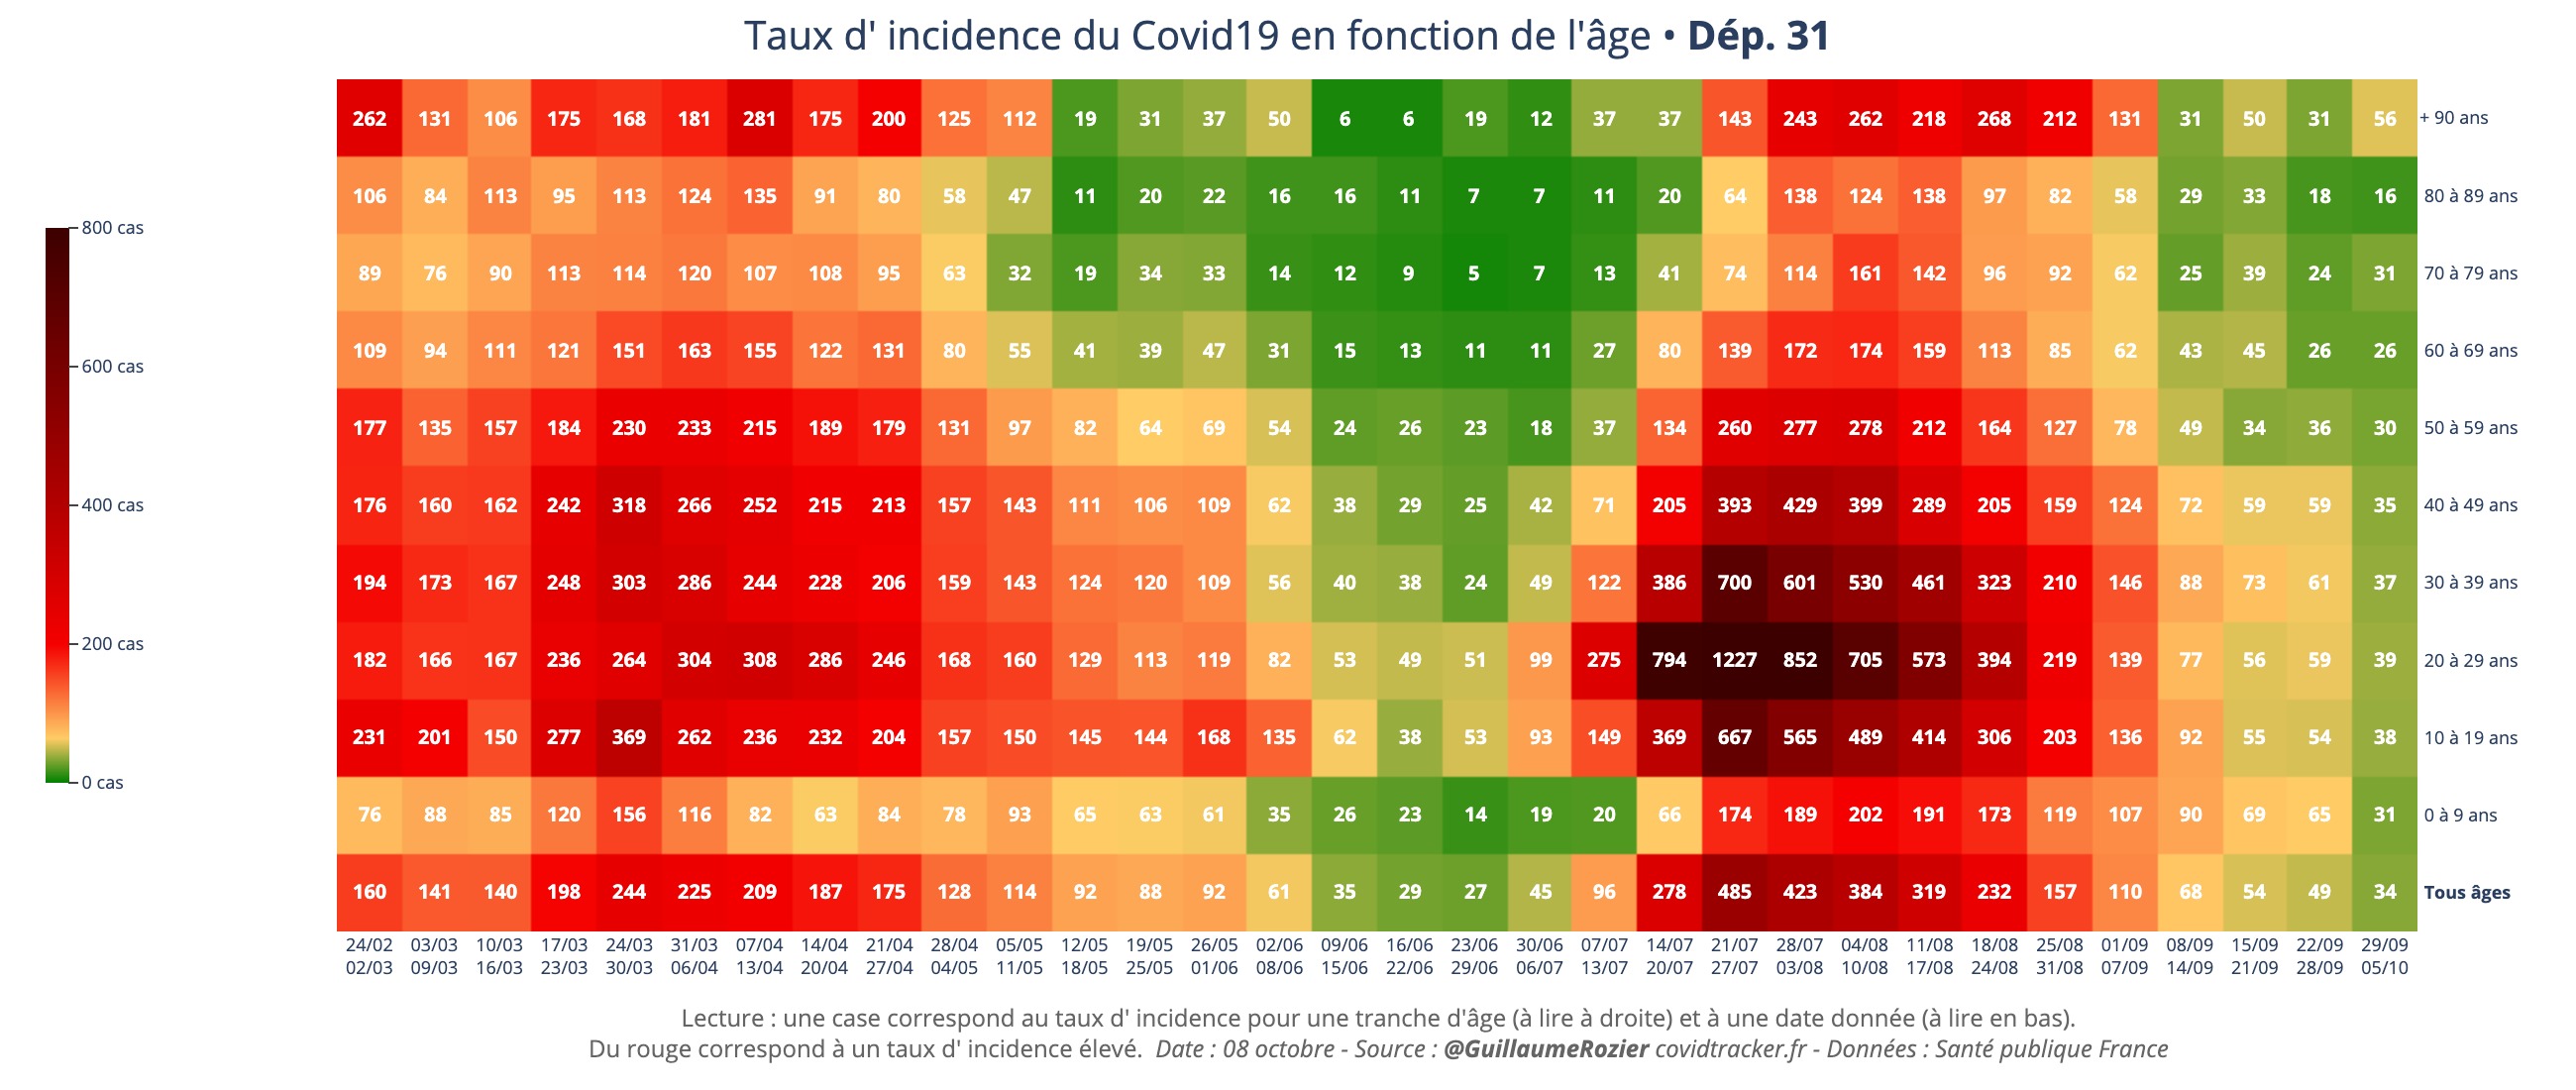 Taux d' incidence du Covid19 en fonction de l'âge • Dép. 31
800 cas
600 cas
400 cas
200 cas
0 cas
262 131 106 175 168 181 281 175 200 125 112 19 31 37 50 6 6 19 12 37 37 143 243 262 218 268 212 131 31 50 31 56 + 90 ans
106 84 113 95 113 124 135 91 80 58 47 11 20 22 16 16 11 7 7 11 20 64 138 124 138 97 82 58 29 33 18 16 80 à 89 ans
89 76 90 113 114 120 107 108 95 63 32 19 34 33 14 12 9 5 7 13 41 74 114 161 142 96 92 62 25 39 24 31 70 à 79 ans
109 94 111 121 151 163 155 122 131 80 55 41 39 47 31 15 13 11 11 27 80 139 172 174 159 113 85 62 43 45 26 26 60 à 69 ans
177 135 157 184 230 233 215 189 179 131 97 82 64 69 54 24 26 23 18 37 134 260 277 278 212 164 127 78 49 34 36 30 50 à 59 ans
176 160 162 242 318 266 252 215 213 157 143 111 106 109 62 38 29 25 42 71 205 393 429 399 289 205 159 124 72 59 59 35 40 à 49 ans
194 173 167 248 303 286 244 228 206 159 143 124 120 109 56 40 38 24 49 122 386 700 601 530 461 323 210 146 88 73 61 37 30 à 39 ans
182 166 167 236 264 304 308 286 246 168 160 129 113 119 82 53 49 51 99 275 794 1227 852 705 573 394 219 139 77 56 59 39 20 à 29 ans
231 201 150 277 369 262 236 232 204 157 150 145 144 168 135 62 38 53 93 149 369 667 565 489 414 306 203 136 92 55 54 38 10 à 19 ans
76 88 85 120 156 116 82 63 84 78 93 65 63 61 35 26 23 14 19 20 66 174 189 202 191 173 119 107 90 69 65 31 0 à 9 ans
160 141 140 198 244 225 209 187 175 128 114 92 88 92 61 35 29 27 45 96 278 485 423 384 319 232 157 110 68 54 49 34 Tous âges
24/02 03/03 10/03 17/03 24/03 31/03 07/04 14/04 21/04 28/04 05/05 12/05 19/05 26/05 02/06 09/06 16/06 23/06 30/06 07/07 14/07 21/07 28/07 04/08 11/08 18/08 25/08 01/09 08/09 15/09 22/09 29/09
02/03 09/03 16/03 23/03 30/03 06/04 13/04 20/04 27/04 04/05 11/05 18/05 25/05 01/06 08/06 15/06 22/06 29/06 06/07 13/07 20/07 27/07 03/08 10/08 17/08 24/08 31/08 07/09 14/09 21/09 28/09 05/10
Lecture : une case correspond au taux d' incidence pour une tranche d'âge (à lire à droite) et à une date donnée (à lire en bas).
Du rouge correspond à un taux d' incidence élevé. Date : 08 octobre - Source : @GuillaumeRozier covidtracker.fr - Données : Santé publique France